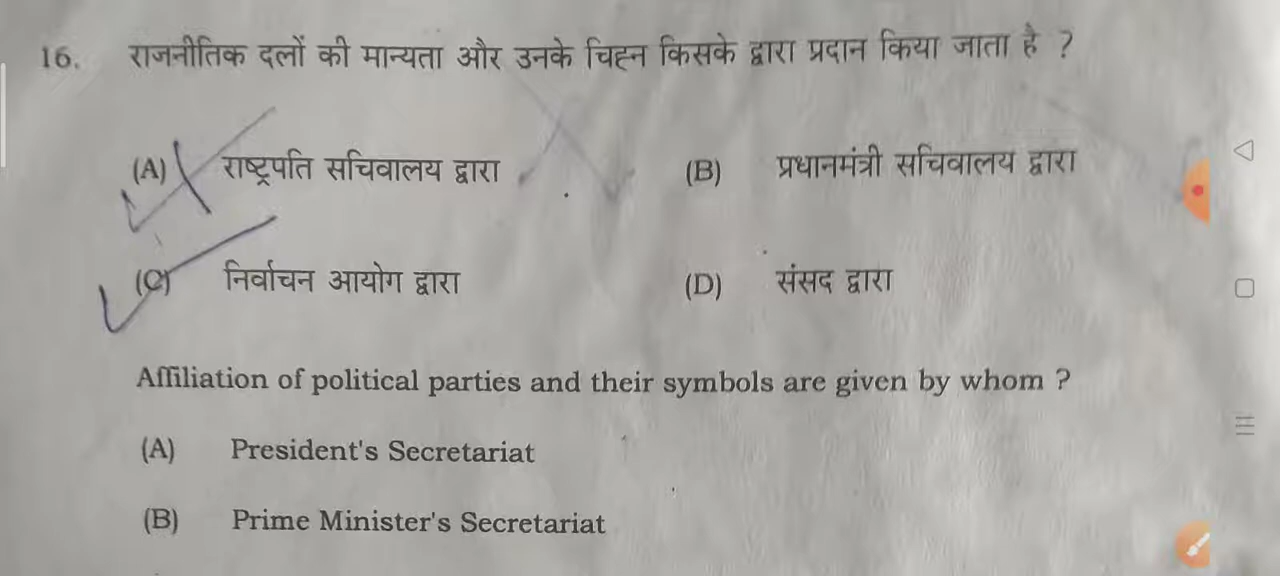 16. राजनीतिक दलों की मान्यता और उनके चिह्न किसके द्वारा प्रदान किया जाता है ?
(A) राष्ट्रपति सचिवालय द्वारा (B) प्रधानमंत्री सचिवालय द्वारा
(C) निर्वाचन आयोग द्वारा (D) संसद द्वारा
Affiliation of political parties and their symbols are given by whom ?
(A) President's Secretariat
(B) Prime Minister's Secretariat